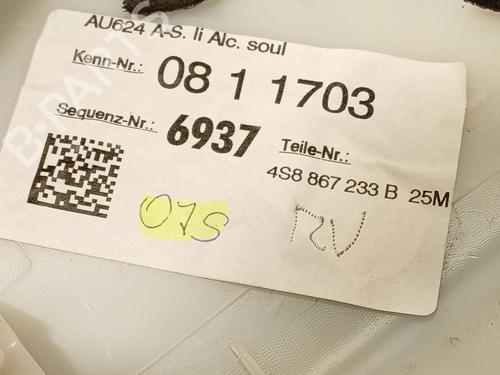 AU624 A-S. li Alc. soul
Kenn-Nr.: 08 1 1703
Sequenz-Nr.: 6937
Teile-Nr.:
4S8 867 233 B 25M
07S
RV
B-PARTS